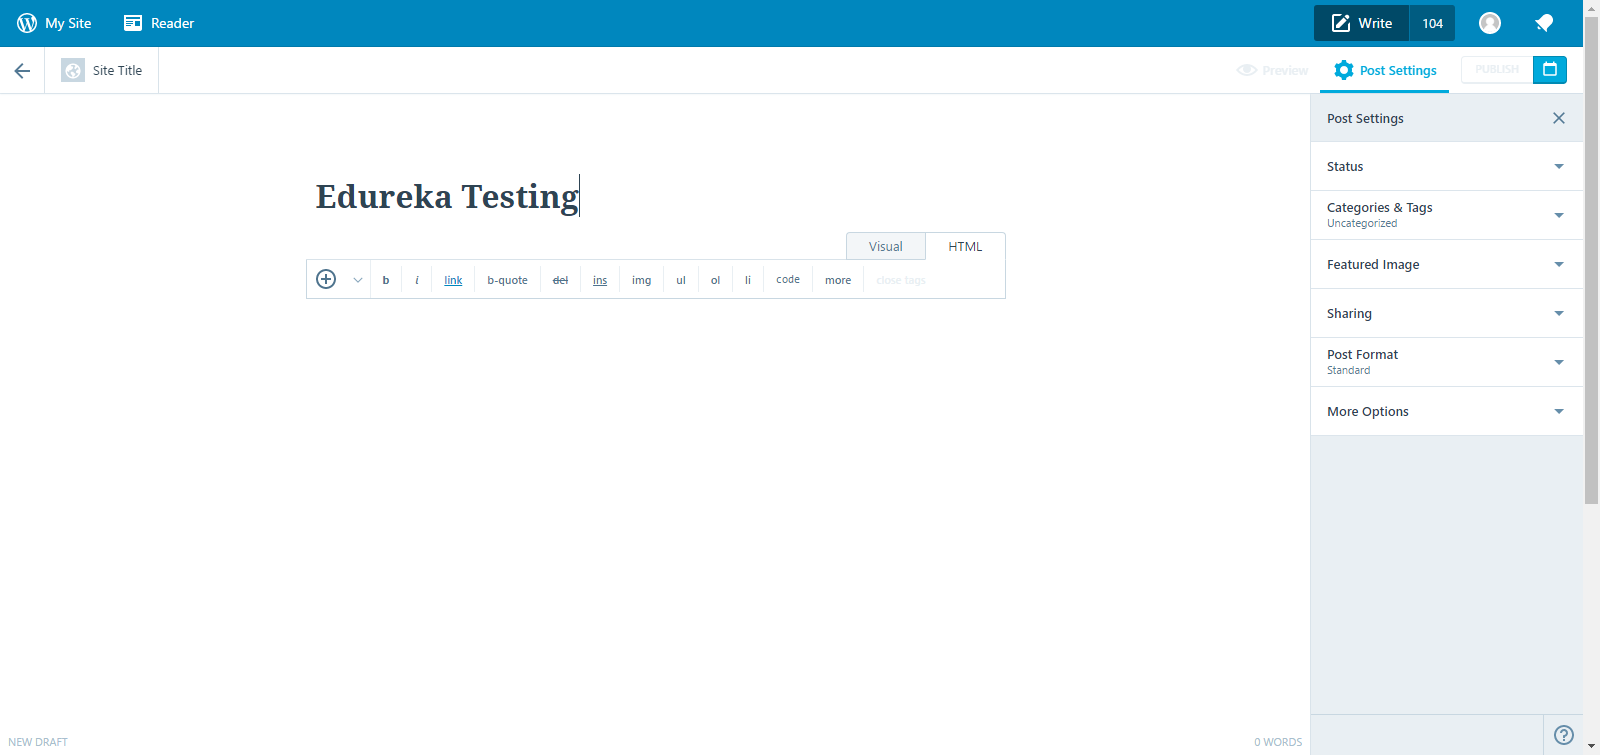 My Site Reader Write 104
Site Title Preview Post Settings PUBLISH
Post Settings
Edureka Testing
Visual HTML
b i link b-quote del ins img ul ol li code more close tags
Status
Categories & Tags
Uncategorized
Featured Image
Sharing
Post Format
Standard
More Options
NEW DRAFT 0 WORDS